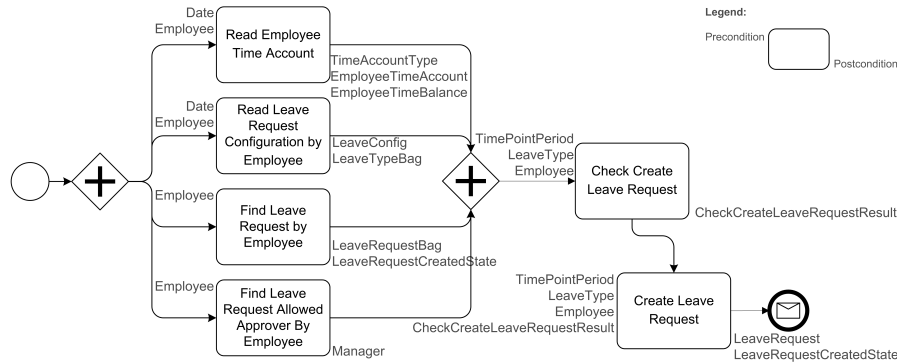 Date
Employee
Read Employee
Time Account
TimeAccountType
EmployeeTimeAccount
EmployeeTimeBalance
Legend:
Precondition
Postcondition
Date
Employee
Read Leave
Request
Configuration by
Employee
LeaveConfig
LeaveTypeBag
TimePointPeriod
LeaveType
Employee
Check Create
Leave Request
CheckCreateLeaveRequestResult
Employee
Find Leave
Request by
Employee
LeaveRequestBag
LeaveRequestCreatedState
Employee
Find Leave
Request Allowed
Approver By
Employee
Manager
TimePointPeriod
LeaveType
Employee
CheckCreateLeaveRequestResult
Create Leave
Request
LeaveRequest
LeaveRequestCreatedState